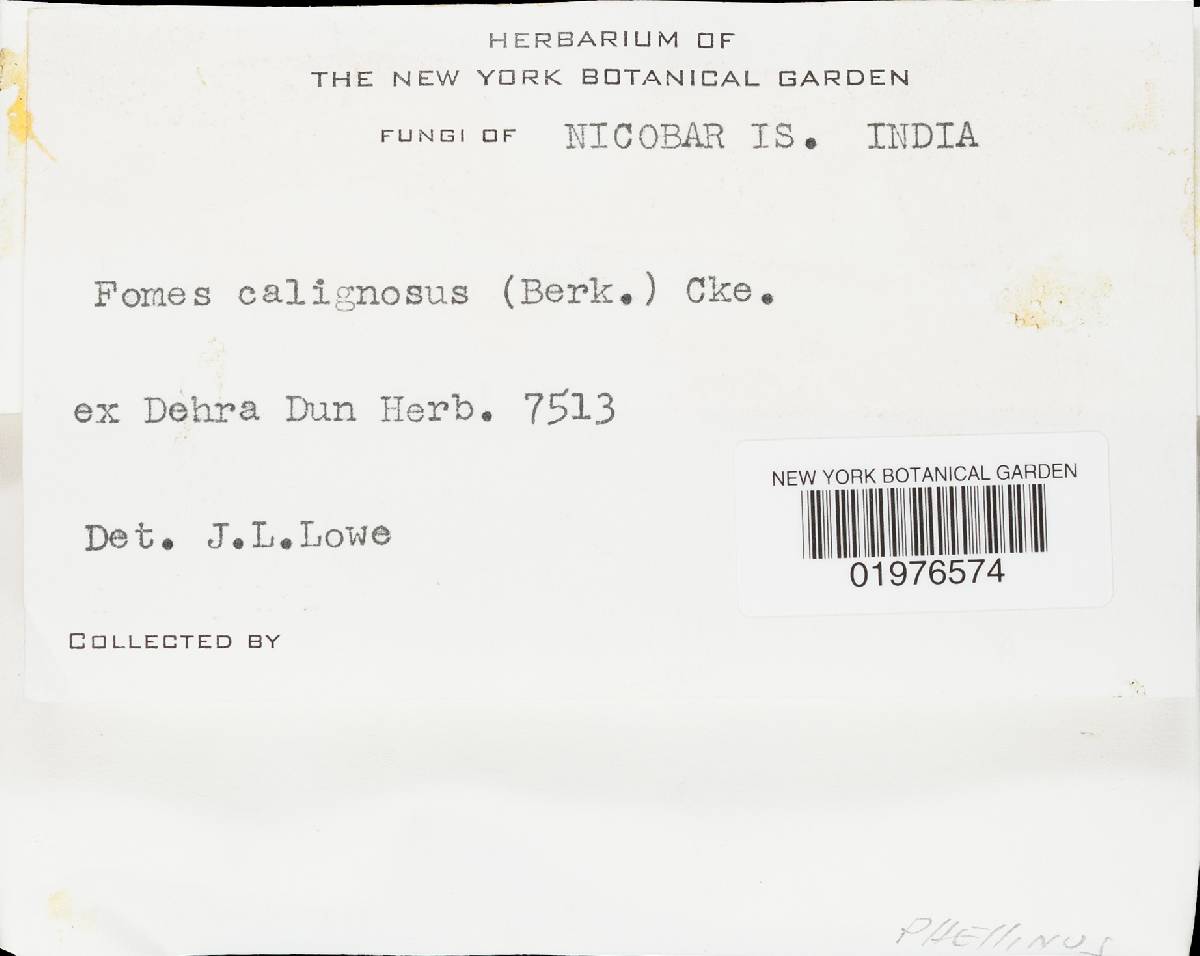 HERBARIUM OF
THE NEW YORK BOTANICAL GARDEN
FUNGI OF NICOBAR IS. INDIA
Fomes calignosus (Berk.) Cke.
ex Dehra Dun Herb. 7513
NEW YORK BOTANICAL GARDEN
01976574
Det. J.L.Lowe
COLLECTED BY
PHELLINUS